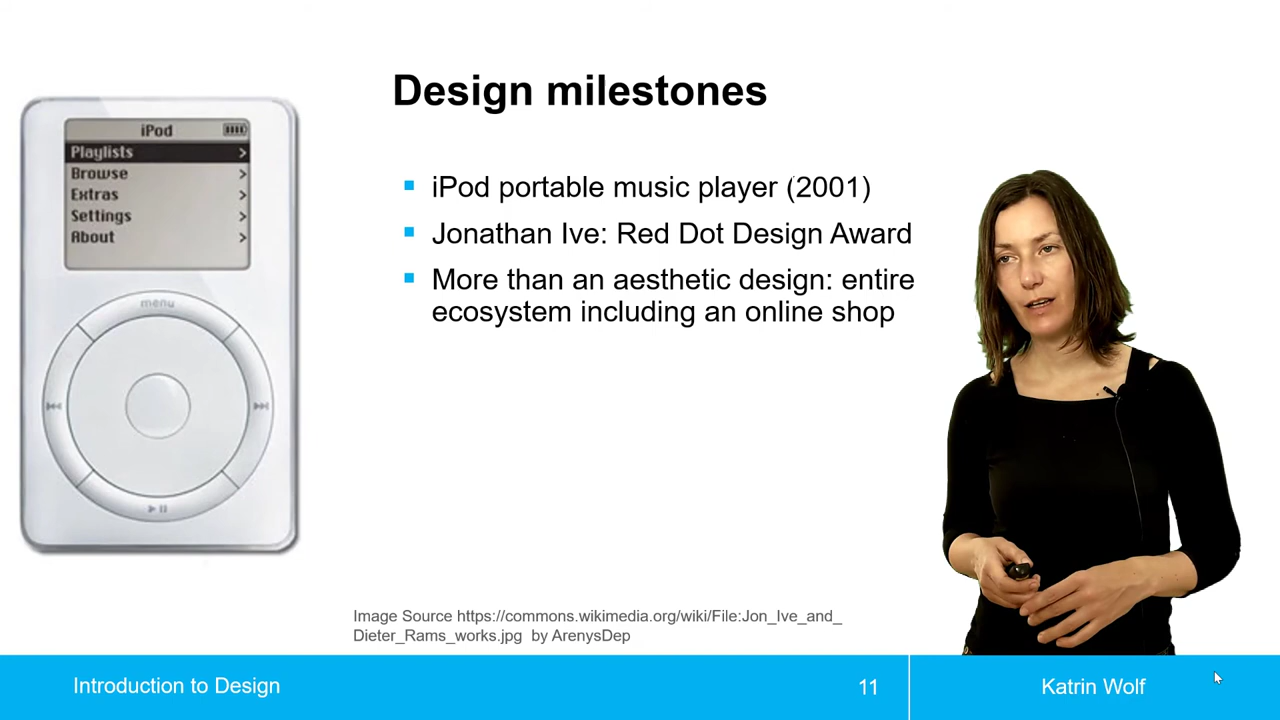 Design milestones
iPod
Playlists >
Browse >
Extras >
Settings >
About >
menu
iPod portable music player (2001)
Jonathan Ive: Red Dot Design Award
More than an aesthetic design: entire
ecosystem including an online shop
Image Source https://commons.wikimedia.org/wiki/File:Jon_Ive_and_
Dieter_Rams_works.jpg by ArenysDep
Introduction to Design
11
Katrin Wolf